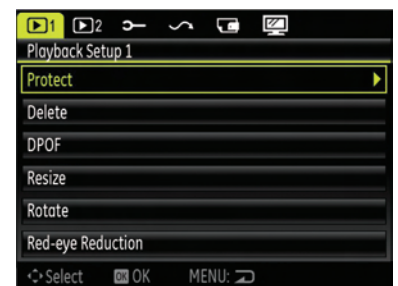 1 2
Playback Setup 1
Protect
Delete
DPOF
Resize
Rotate
Red-eye Reduction
Select OK OK MENU: